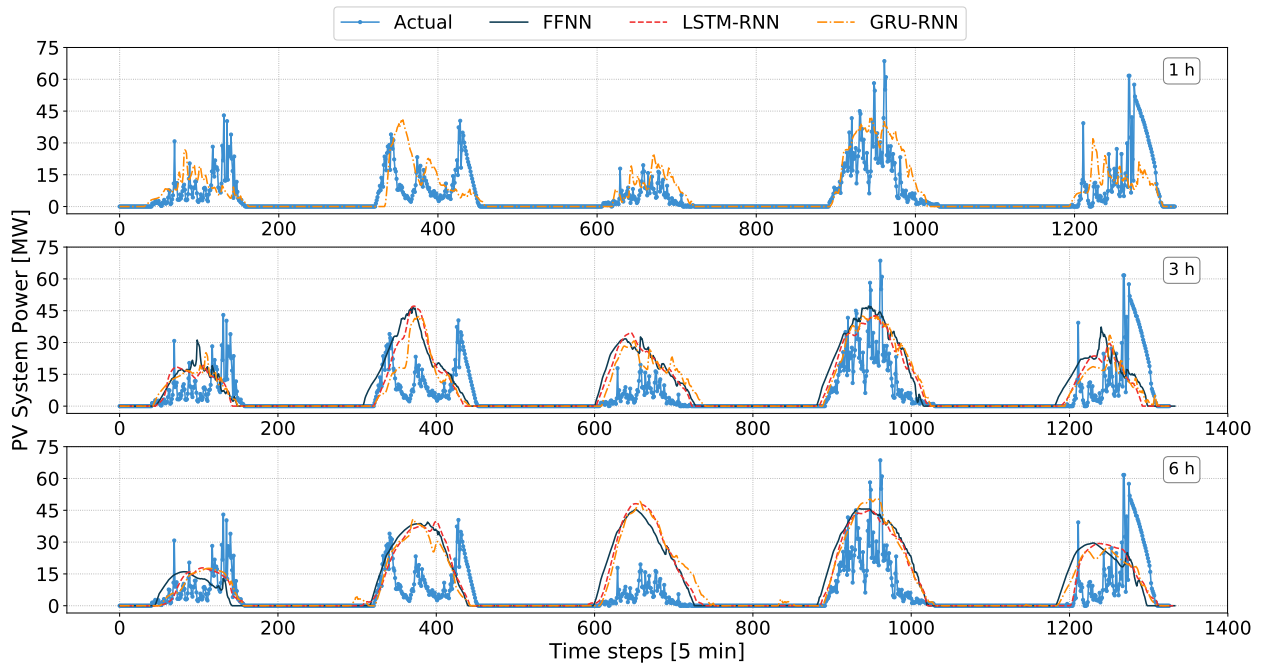 Actual FFNN LSTM-RNN GRU-RNN
PV System Power [MW]
75
60
45
30
15
0
1 h
0 200 400 600 800 1000 1200
75
60
45
30
15
0
3 h
0 200 400 600 800 1000 1200 1400
75
60
45
30
15
0
6 h
0 200 400 600 800 1000 1200 1400
Time steps [5 min]